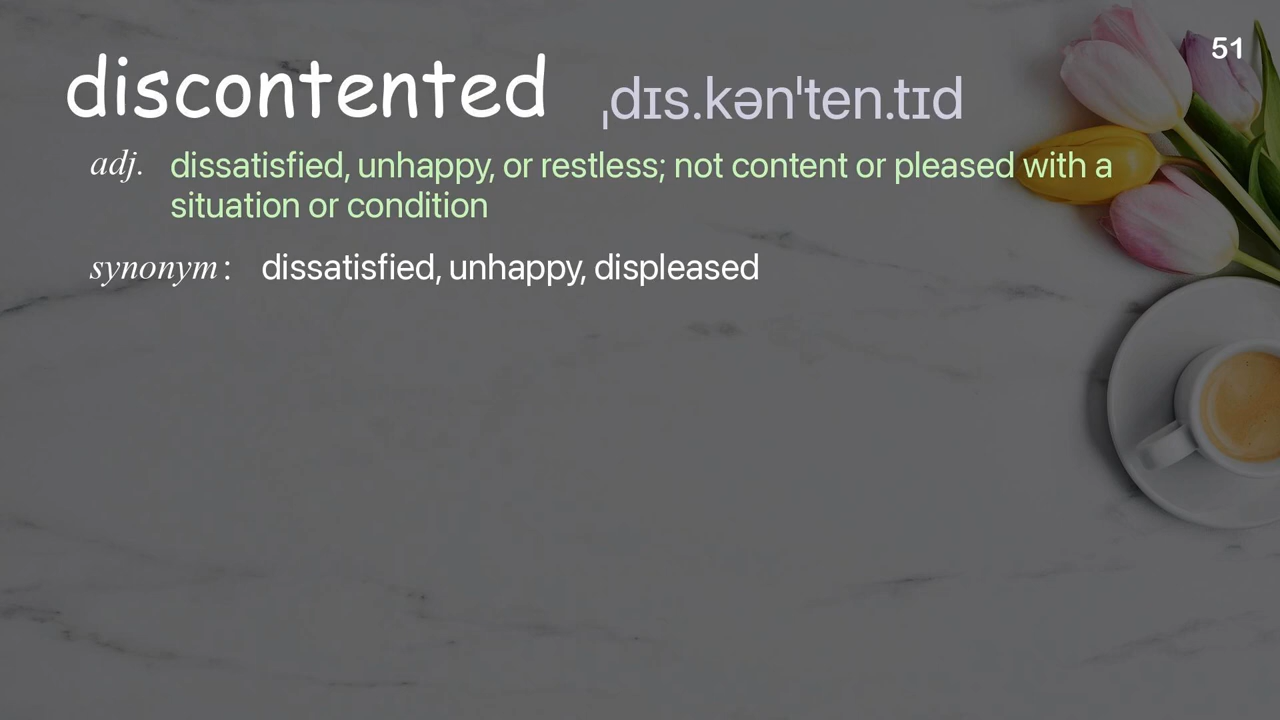 51
discontented ˌdɪs.kənˈten.tɪd
adj. dissatisfied, unhappy, or restless; not content or pleased with a
situation or condition
synonym: dissatisfied, unhappy, displeased